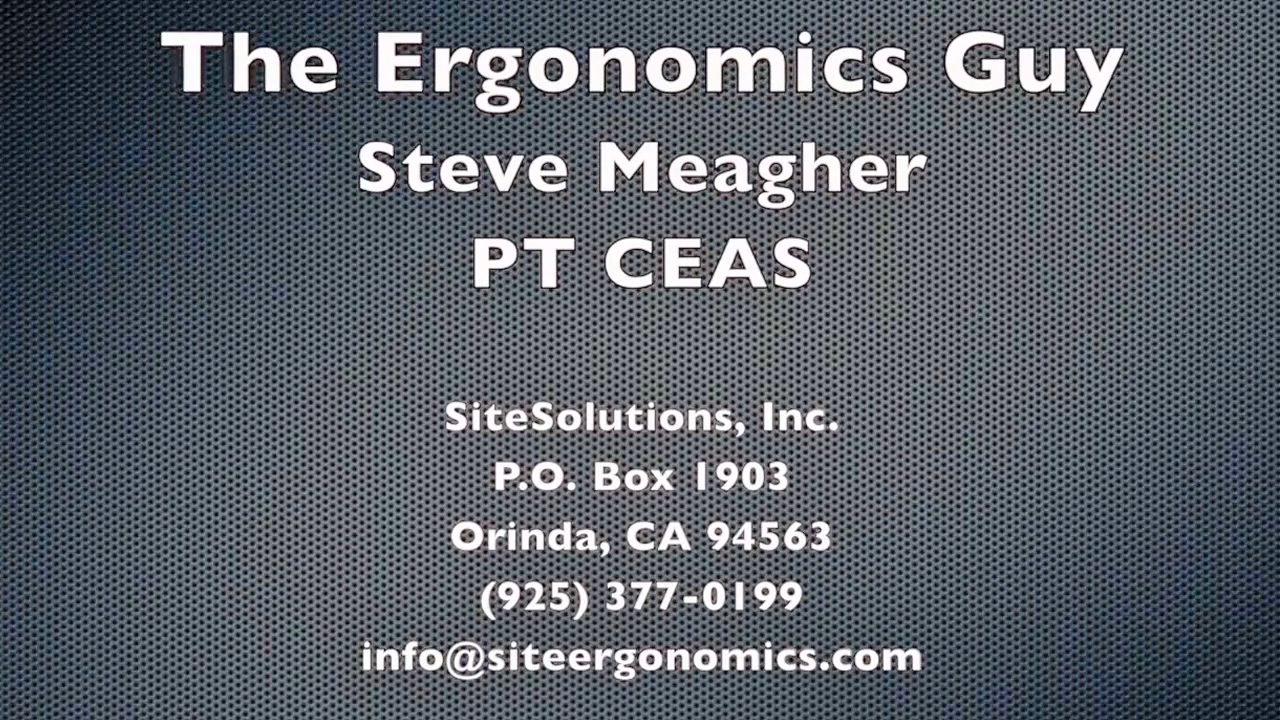 The Ergonomics Guy
Steve Meagher
PT CEAS
SiteSolutions, Inc.
P.O. Box 1903
Orinda, CA 94563
(925) 377-0199
info@siteergonomics.com